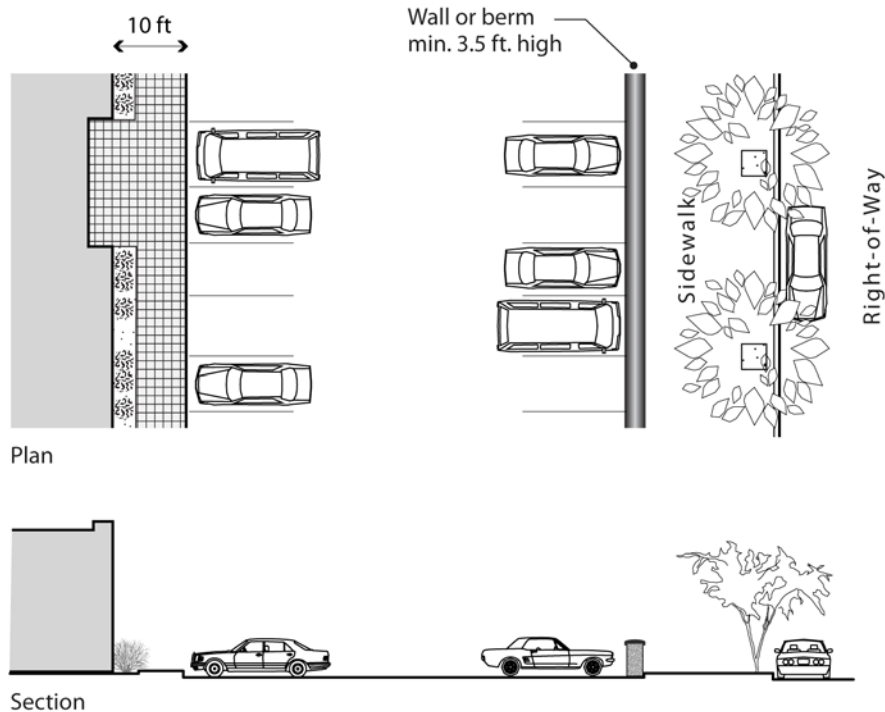 10 ft
Wall or berm
min. 3.5 ft. high
Sidewalk
Right-of-Way
Plan
Section